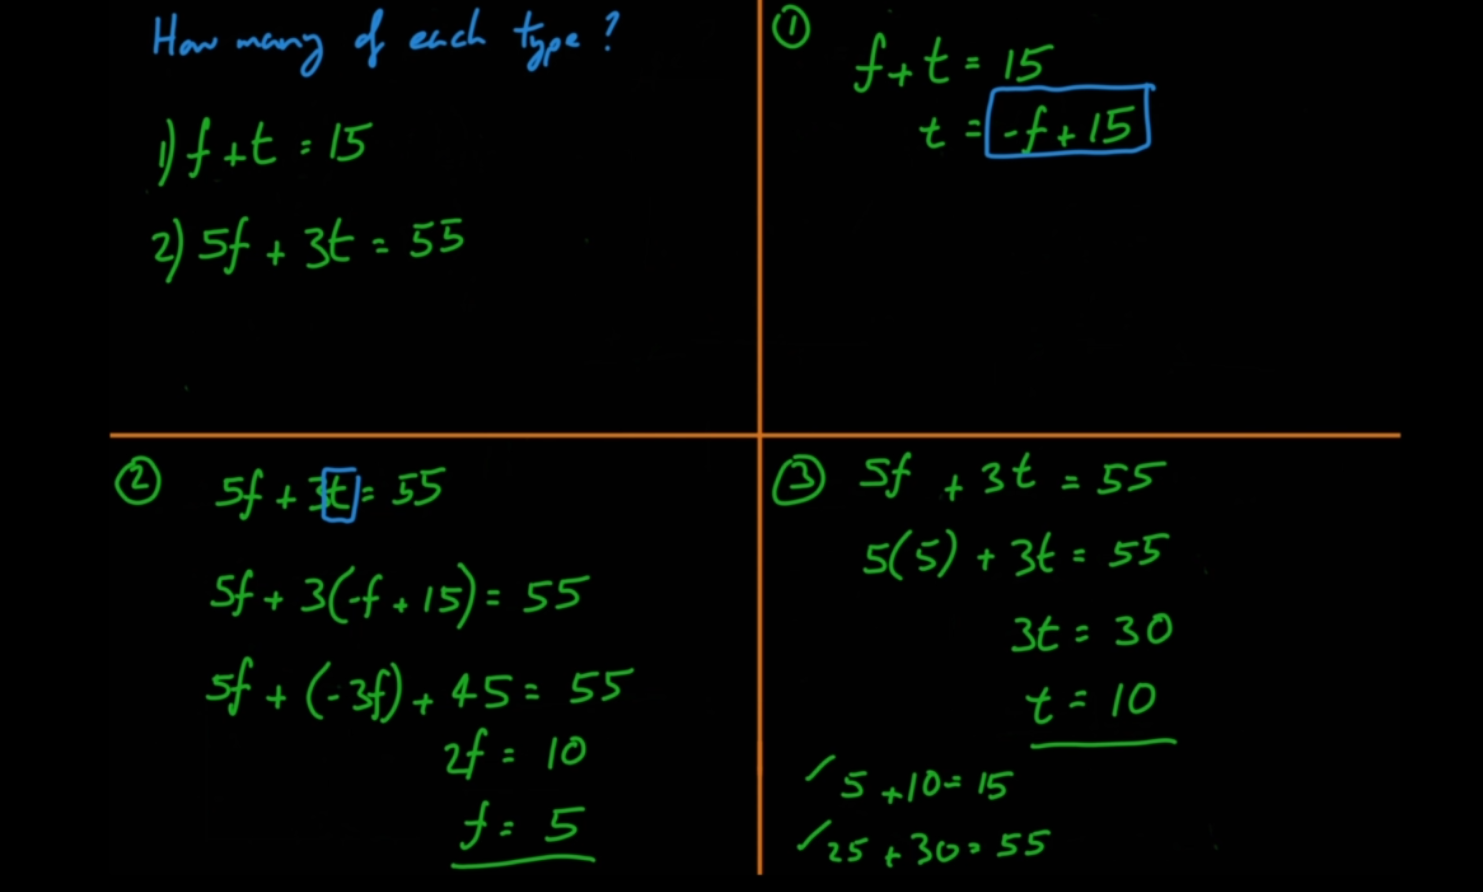 How many of each type ?
1) f + t = 15
2) 5f + 3t = 55
①
f + t = 15
t = -f + 15
②
5f + 3t = 55
5f + 3(-f + 15) = 55
5f + (-3f) + 45 = 55
2f = 10
f = 5
③
5f + 3t = 55
5(5) + 3t = 55
3t = 30
t = 10
✓ 5 + 10 = 15
✓ 25 + 30 = 55